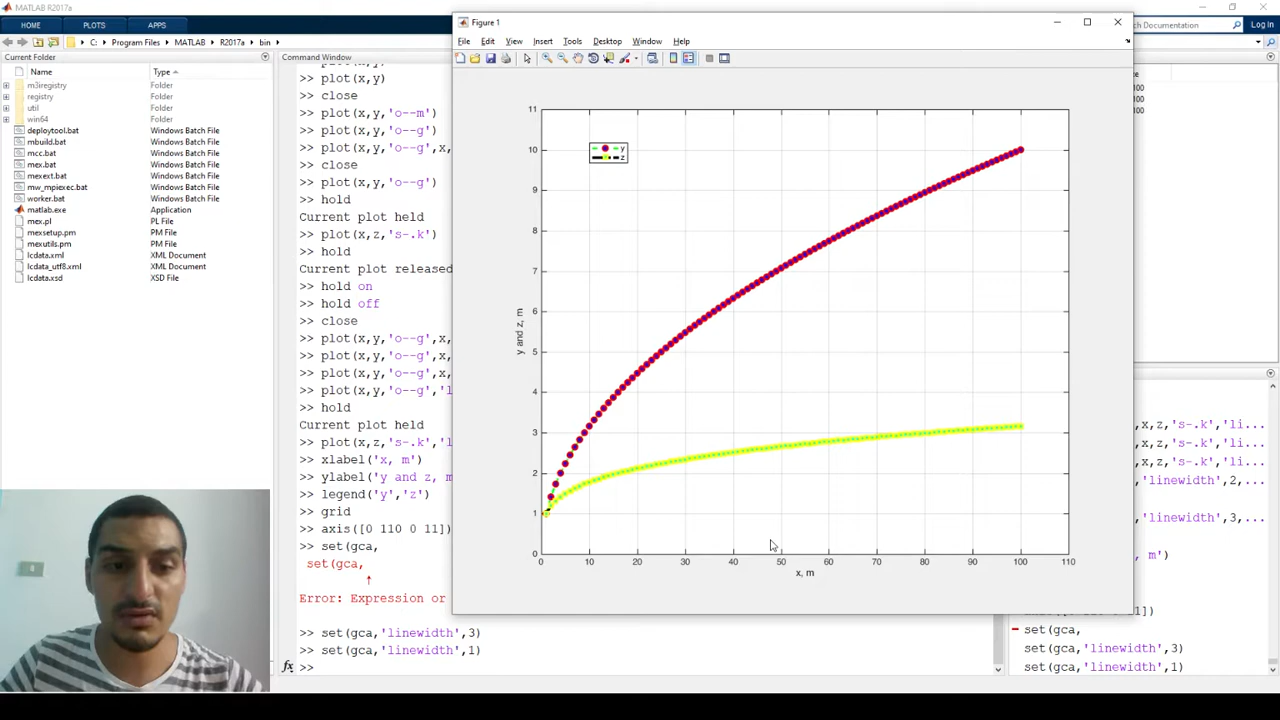 MATLAB R2017a
HOME
PLOTS
APPS
Search Documentation
Log In
C:
Program Files
MATLAB
R2017a
bin
Current Folder
Name
Type
m3iregistry
Folder
registry
Folder
util
Folder
win64
Folder
deploytool.bat
Windows Batch File
mbuild.bat
Windows Batch File
mcc.bat
Windows Batch File
mex.bat
Windows Batch File
mexext.bat
Windows Batch File
mw_mpiexec.bat
Windows Batch File
worker.bat
Windows Batch File
matlab.exe
Application
mex.pl
PL File
mexsetup.pm
PM File
mexutils.pm
PM File
lcdata.xml
XML Document
lcdata_utf8.xml
XML Document
lcdata.xsd
XSD File
Command Window
>> plot(x,y)
>> close
>> plot(x,y,'o--m')
>> plot(x,y,'o--g')
>> plot(x,y,'o--g',x,
>> close
>> plot(x,y,'o--g')
>> hold
Current plot held
>> plot(x,z,'s-.k')
>> hold
Current plot released
>> hold on
>> hold off
>> close
>> plot(x,y,'o--g',x,
>> plot(x,y,'o--g',x,
>> plot(x,y,'o--g',x,
>> plot(x,y,'o--g','l
>> hold
Current plot held
>> plot(x,z,'s-.k','l
>> xlabel('x, m')
>> ylabel('y and z, m
>> legend('y','z')
>> grid
>> axis([0 110 0 11])
>> set(gca,
set(gca,
↑
Error: Expression or
>> set(gca,'linewidth',3)
>> set(gca,'linewidth',1)
fx >>
Figure 1
File
Edit
View
Insert
Tools
Desktop
Window
Help
11
10
9
8
7
6
5
4
3
2
1
0
y and z, m
y
z
0 10 20 30 40 50 60 70 80 90 100 110
x, m
100
100
100
,x,z,'s-.k','li...
,x,z,'s-.k','li...
,x,z,'s-.k','li...
'linewidth',2,
'linewidth',3,...
, m')
set(gca,
set(gca,'linewidth',3)
set(gca,'linewidth',1)